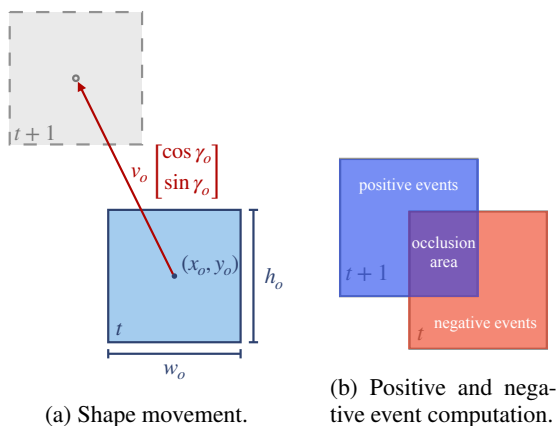 t + 1
v_o [cos γ_o
sin γ_o]
(x_o, y_o)
h_o
t
w_o
(a) Shape movement.
positive events
occlusion
area
t + 1
t
negative events
(b) Positive and nega-
tive event computation.